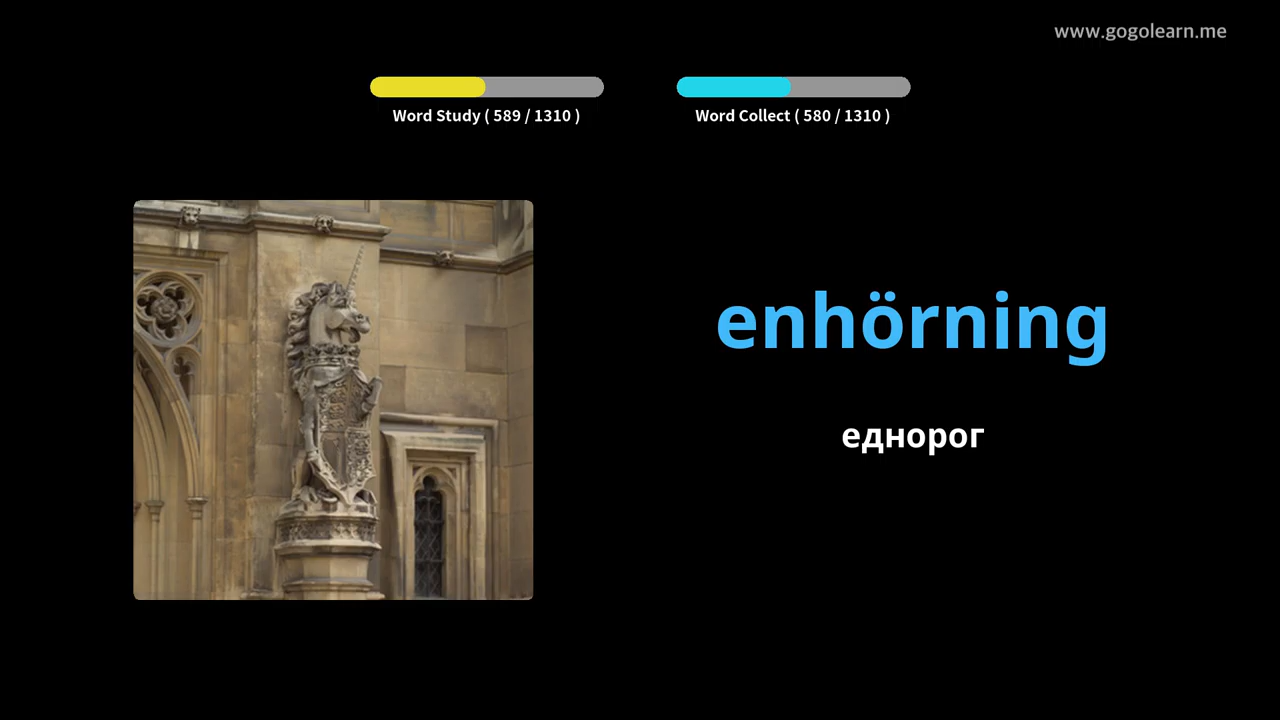 www.gogolearn.me
Word Study ( 589 / 1310 )
Word Collect ( 580 / 1310 )
enhörning
еднорог